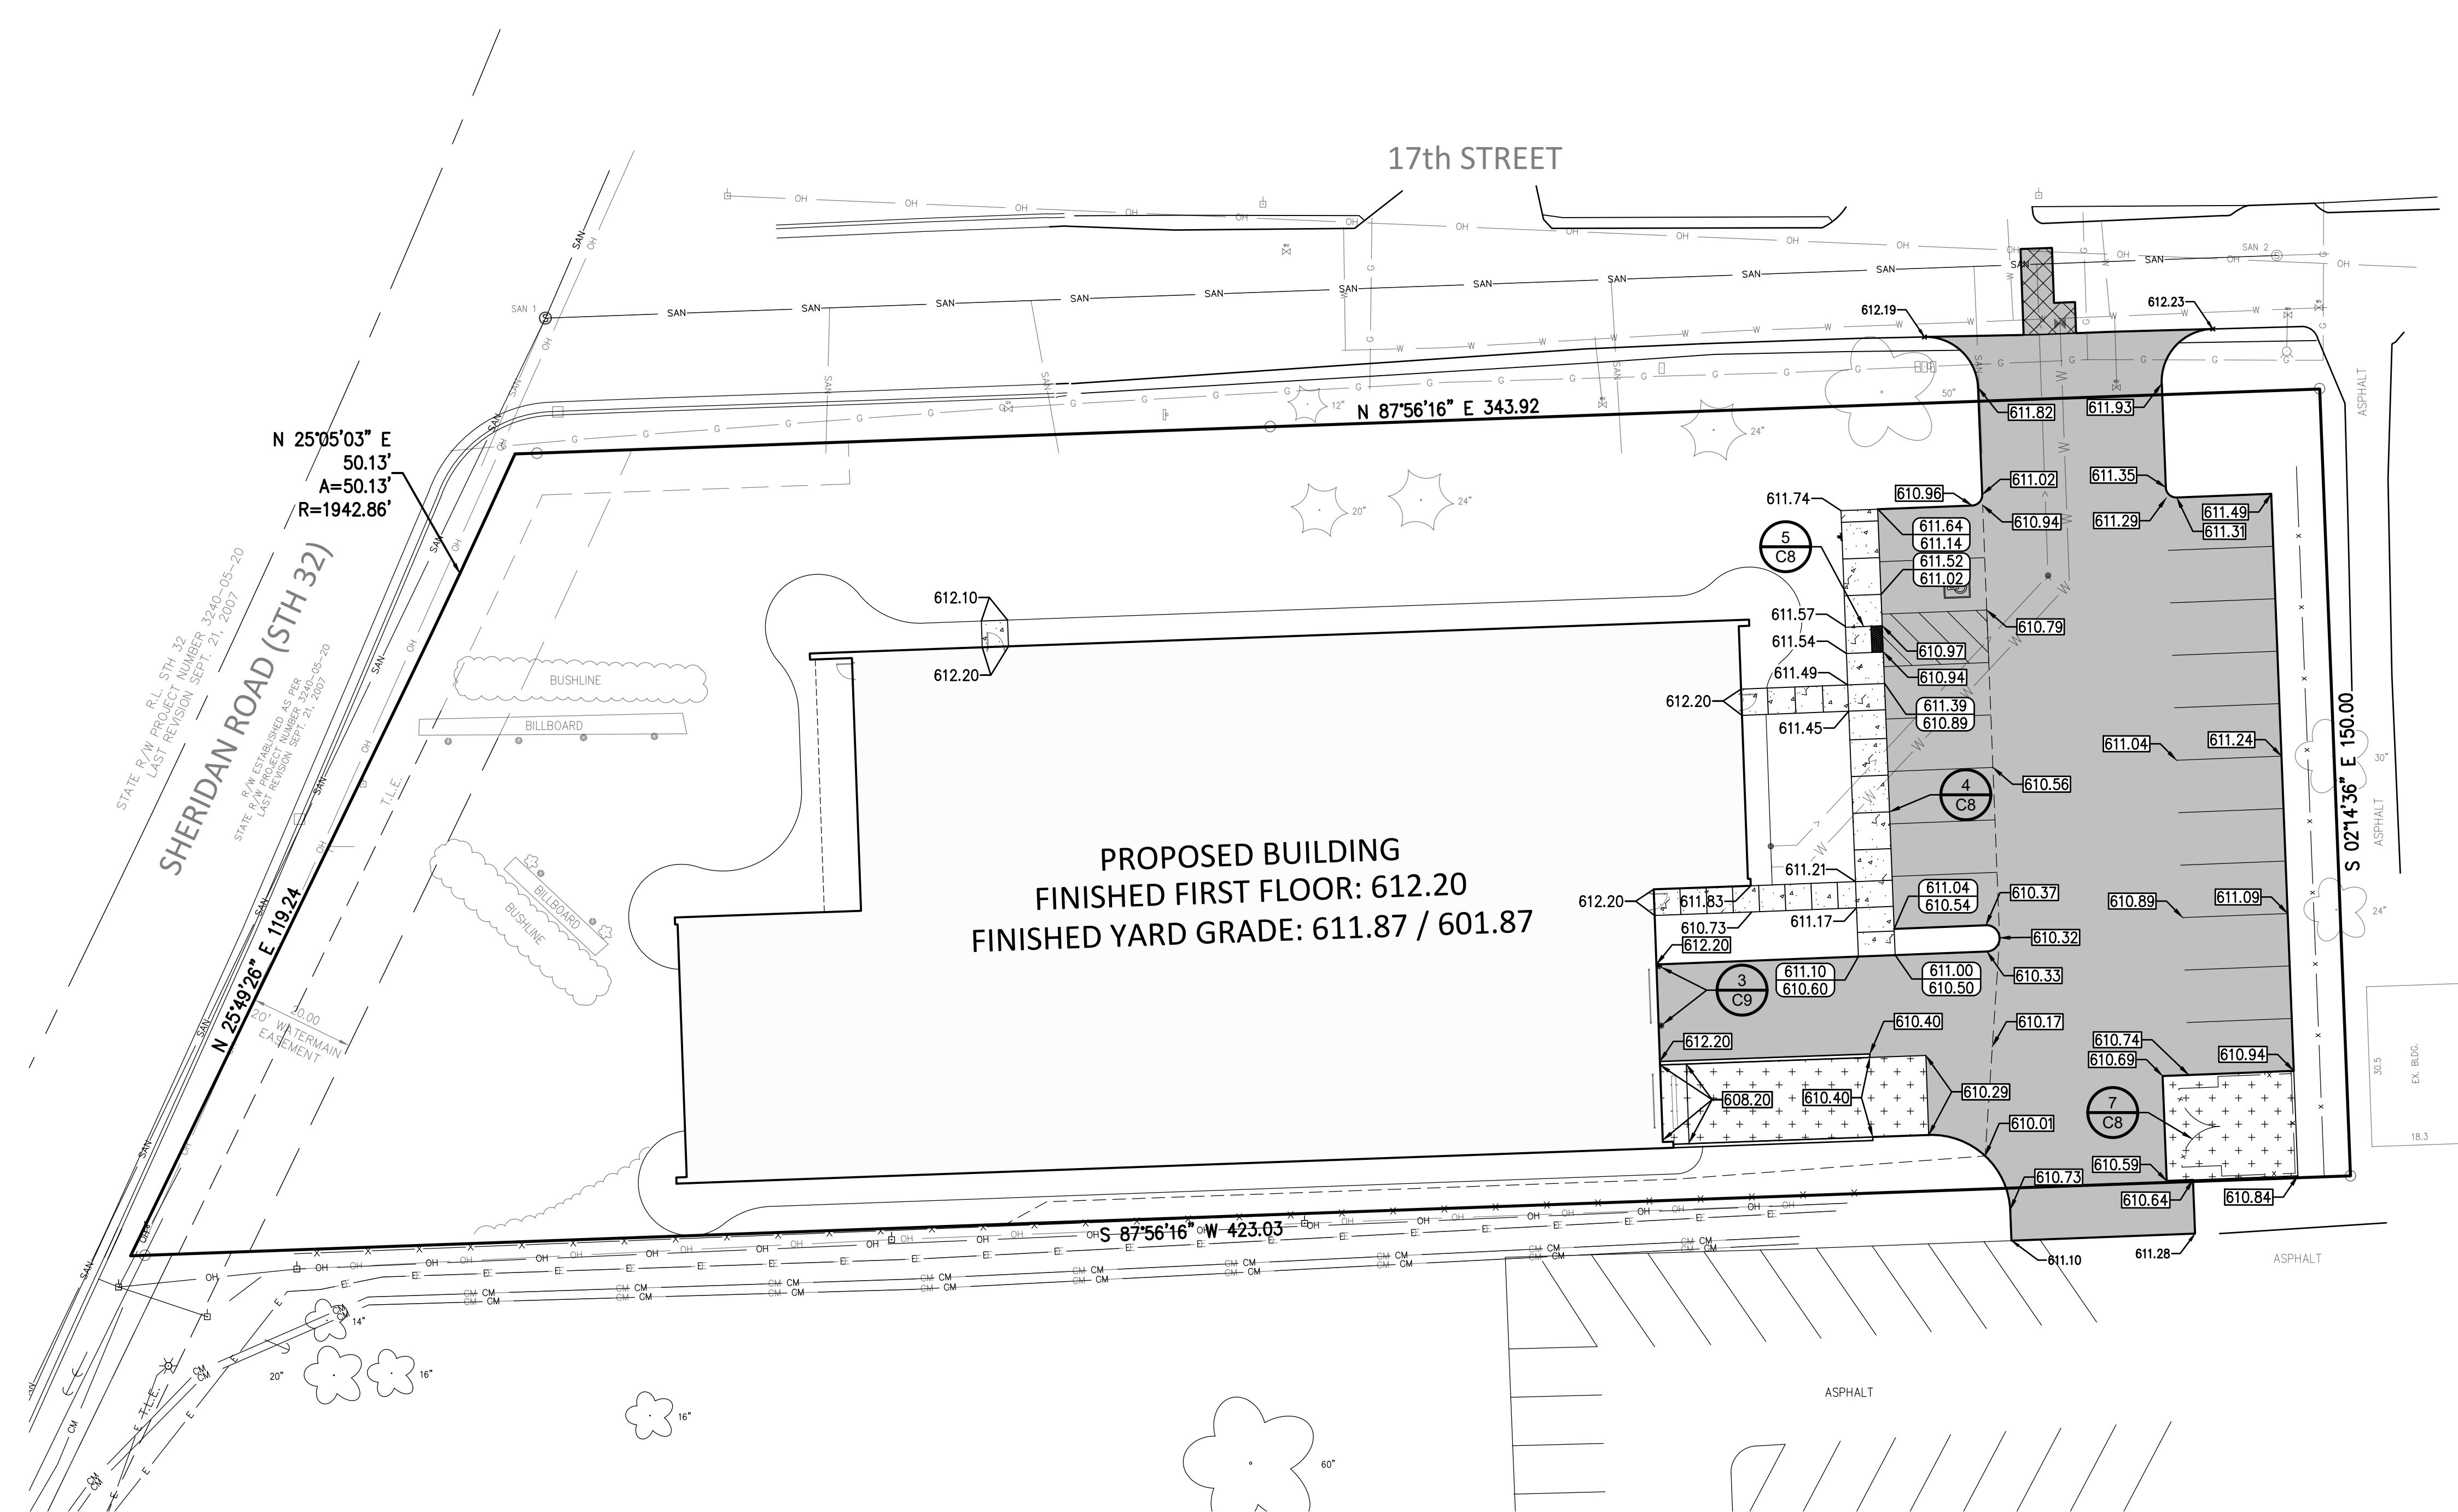 17th STREET
SAN 1
SAN 2
612.19
612.23
N 87°56'16" E 343.92
12"
24"
50"
20"
24"
N 25°05'03" E
50.13'
A=50.13'
R=1942.86'
611.82
611.93
611.02
611.35
610.96
611.74
610.94
611.29
611.49
611.31
611.64
611.14
611.52
611.02
5
C8
611.57
611.54
611.49
610.79
610.97
610.94
612.20
611.45
611.39
610.89
611.04
611.24
610.56
4
C8
ASPHALT
ASPHALT
S 02°14'36" E 150.00
30"
24"
R.L. STH 32
STATE R/W PROJECT NUMBER 3240-05-20
LAST REVISION SEPT. 21, 2007
SHERIDAN ROAD (STH 32)
R/W ESTABLISHED AS PER
STATE R/W PROJECT NUMBER 3240-05-20
LAST REVISION SEPT. 21, 2007
T.L.E.
612.10
612.20
BUSHLINE
BILLBOARD
BILLBOARD
BUSHLINE
PROPOSED BUILDING
FINISHED FIRST FLOOR: 612.20
FINISHED YARD GRADE: 611.87 / 601.87
611.21
612.20
611.83
610.73
611.17
612.20
611.04
610.54
610.37
610.32
610.33
610.89
611.09
3
C9
611.10
610.60
611.00
610.50
610.40
610.17
612.20
608.20
610.40
610.29
610.01
610.74
610.69
610.94
7
C8
610.59
610.73
610.64
610.84
611.10
611.28
30.5
EX. BLDG.
18.3
N 25°49'26" E 119.24
20.00
20' WATERMAIN
EASEMENT
S 87°56'16" W 423.03
ASPHALT
ASPHALT
14"
20"
16"
16"
60"
T.L.E.
OH
SAN
G
W
E
CM